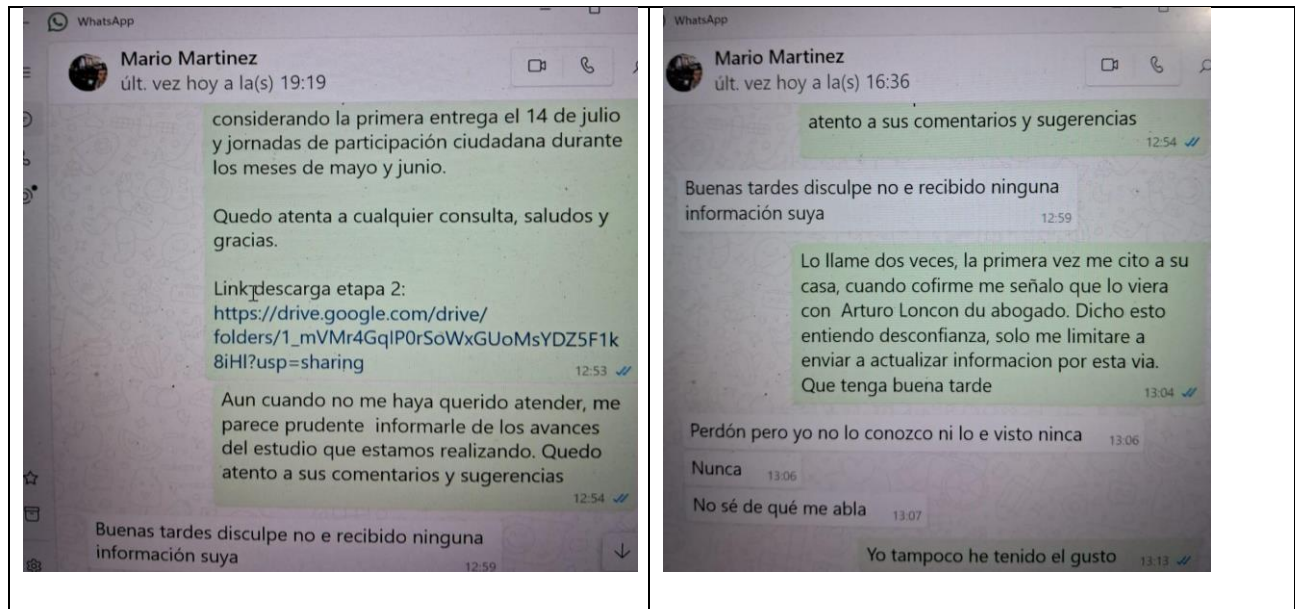 WhatsApp
Mario Martinez
últ. vez hoy a la(s) 19:19
considerando la primera entrega el 14 de julio
y jornadas de participación ciudadana durante
los meses de mayo y junio.
Quedo atenta a cualquier consulta, saludos y
gracias.
Link descarga etapa 2:
https://drive.google.com/drive/
folders/1_mVMr4GqIP0rSoWxGUoMsYDZ5F1k
8iHl?usp=sharing
12:53
Aun cuando no me haya querido atender, me
parece prudente informarle de los avances
del estudio que estamos realizando. Quedo
atento a sus comentarios y sugerencias
12:54
Buenas tardes disculpe no e recibido ninguna
información suya
12:59
WhatsApp
Mario Martinez
últ. vez hoy a la(s) 16:36
atento a sus comentarios y sugerencias
12:54
Buenas tardes disculpe no e recibido ninguna
información suya
12:59
Lo llame dos veces, la primera vez me cito a su
casa, cuando cofirme me señalo que lo viera
con Arturo Loncon du abogado. Dicho esto
entiendo desconfianza, solo me limitare a
enviar a actualizar informacion por esta via.
Que tenga buena tarde
13:04
Perdón pero yo no lo conozco ni lo e visto ninca
13:06
Nunca
13:06
No sé de qué me abla
13:07
Yo tampoco he tenido el gusto
13:13